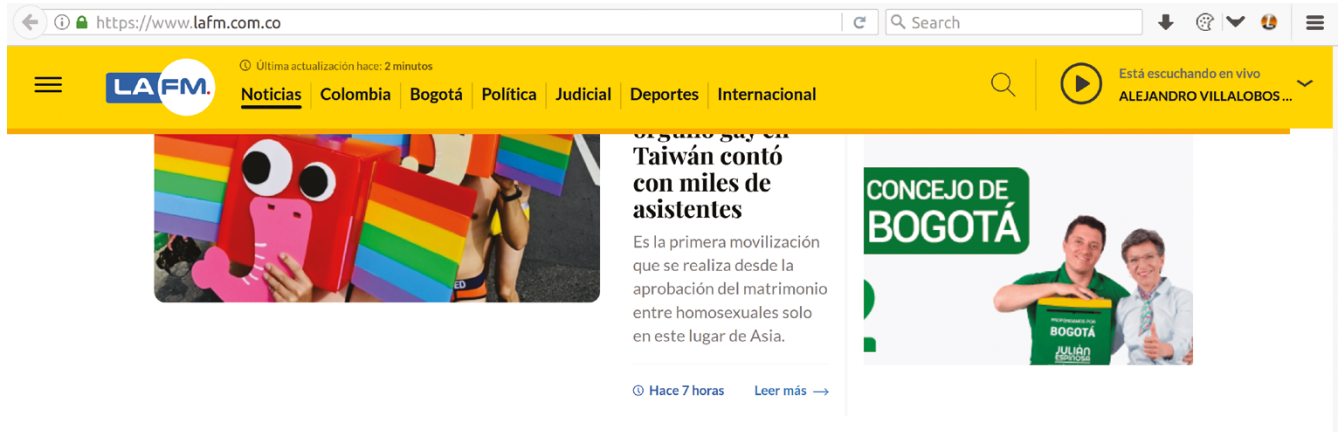 https://www.lafm.com.co
Search
LA FM.
Última actualización hace: 2 minutos
Noticias Colombia Bogotá Política Judicial Deportes Internacional
Está escuchando en vivo
ALEJANDRO VILLALOBOS ...
orgullo gay en
Taiwán contó
con miles de
asistentes
Es la primera movilización
que se realiza desde la
aprobación del matrimonio
entre homosexuales solo
en este lugar de Asia.
Hace 7 horas Leer más →
CONCEJO DE
BOGOTÁ
BOGOTÁ
JULIÁN
ESPINOSA